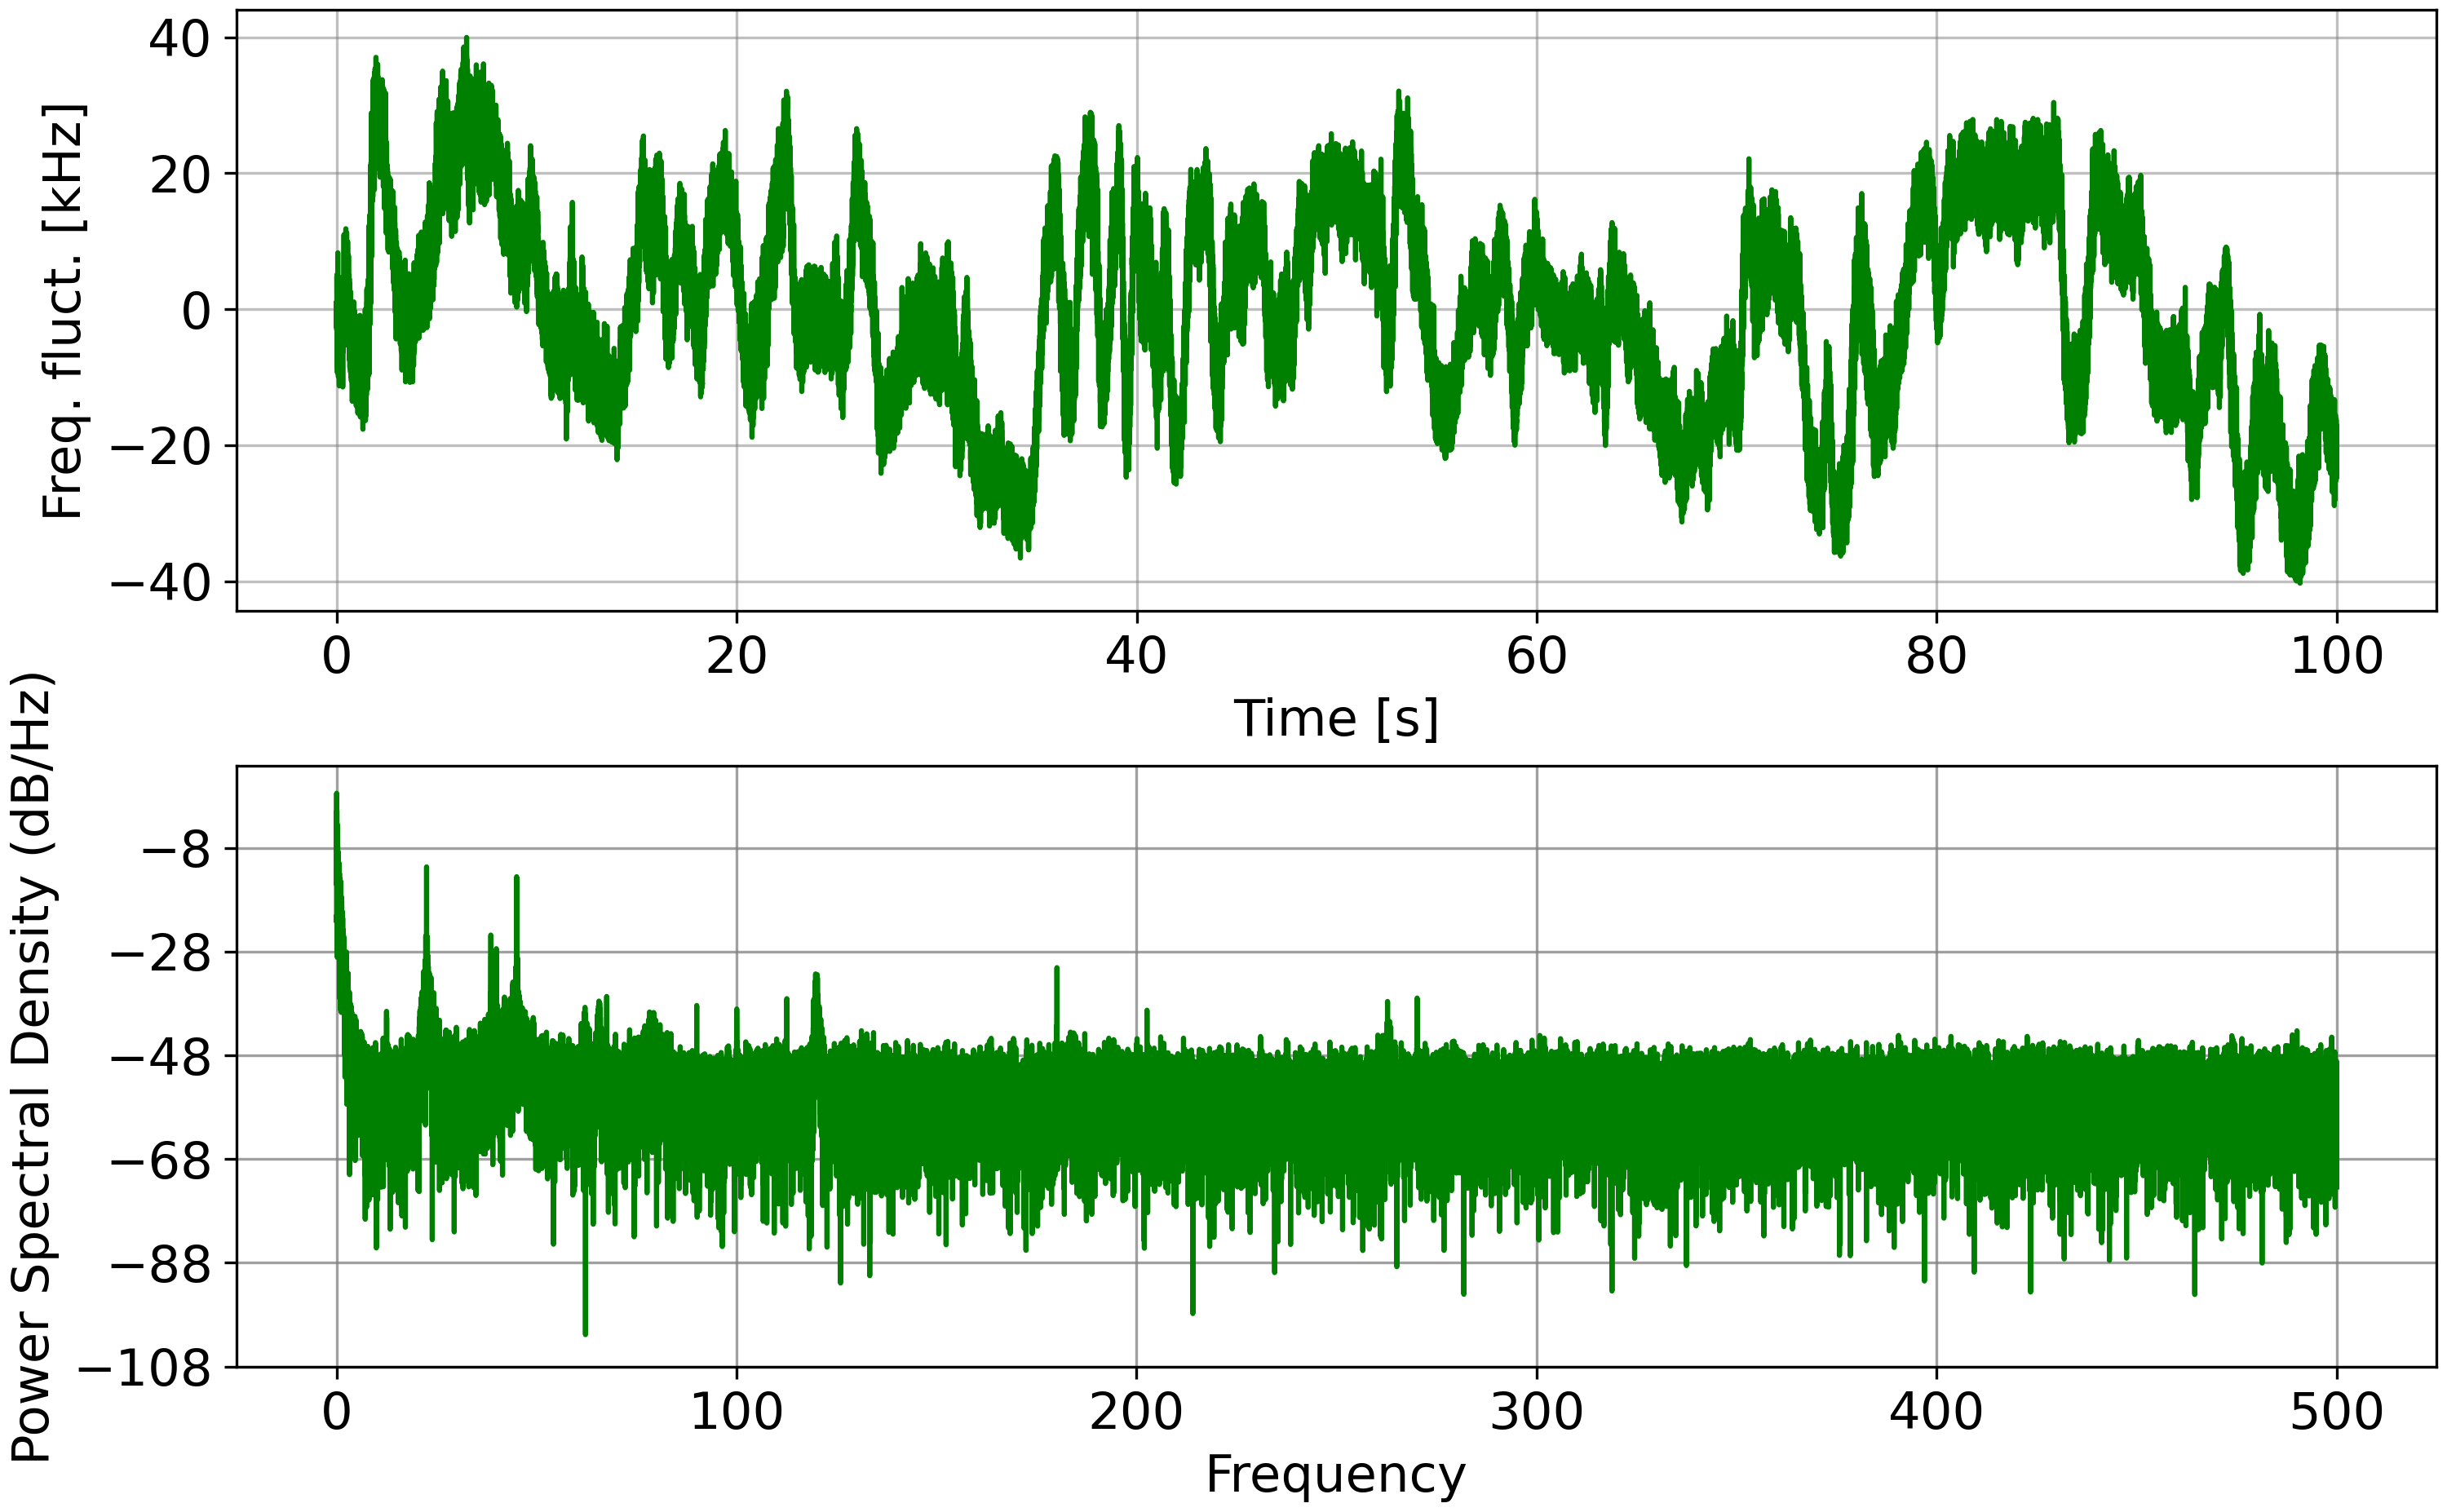 Freq. fluct. [kHz]
40
20
0
−20
−40
0 20 40 60 80 100
Time [s]
Power Spectral Density (dB/Hz)
−8
−28
−48
−68
−88
−108
0 100 200 300 400 500
Frequency